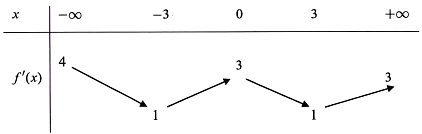 x −∞ −3 0 3 +∞
4 3 3
f′(x)
1 1